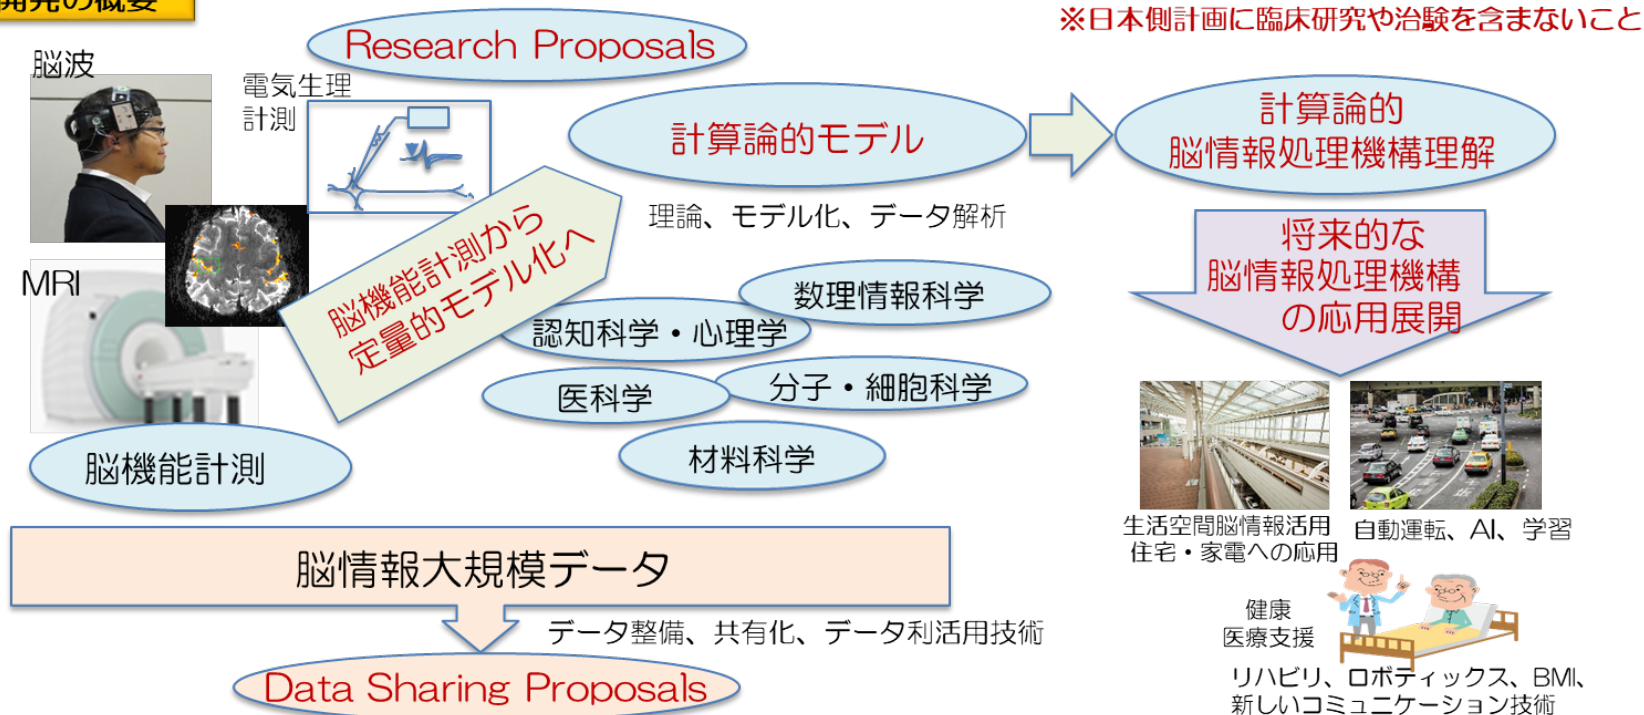 開発の概要
※日本側計画に臨床研究や治験を含まないこと
Research Proposals
脳波
電気生理
計測
計算論的モデル
計算論的
脳情報処理機構理解
理論、モデル化、データ解析
脳機能計測から
定量的モデル化へ
将来的な
脳情報処理機構
の応用展開
MRI
数理情報科学
認知科学・心理学
医科学
分子・細胞科学
材料科学
脳機能計測
生活空間脳情報活用
住宅・家電への応用
自動運転、AI、学習
脳情報大規模データ
データ整備、共有化、データ利活用技術
Data Sharing Proposals
健康
医療支援
リハビリ、ロボティックス、BMI、
新しいコミュニケーション技術